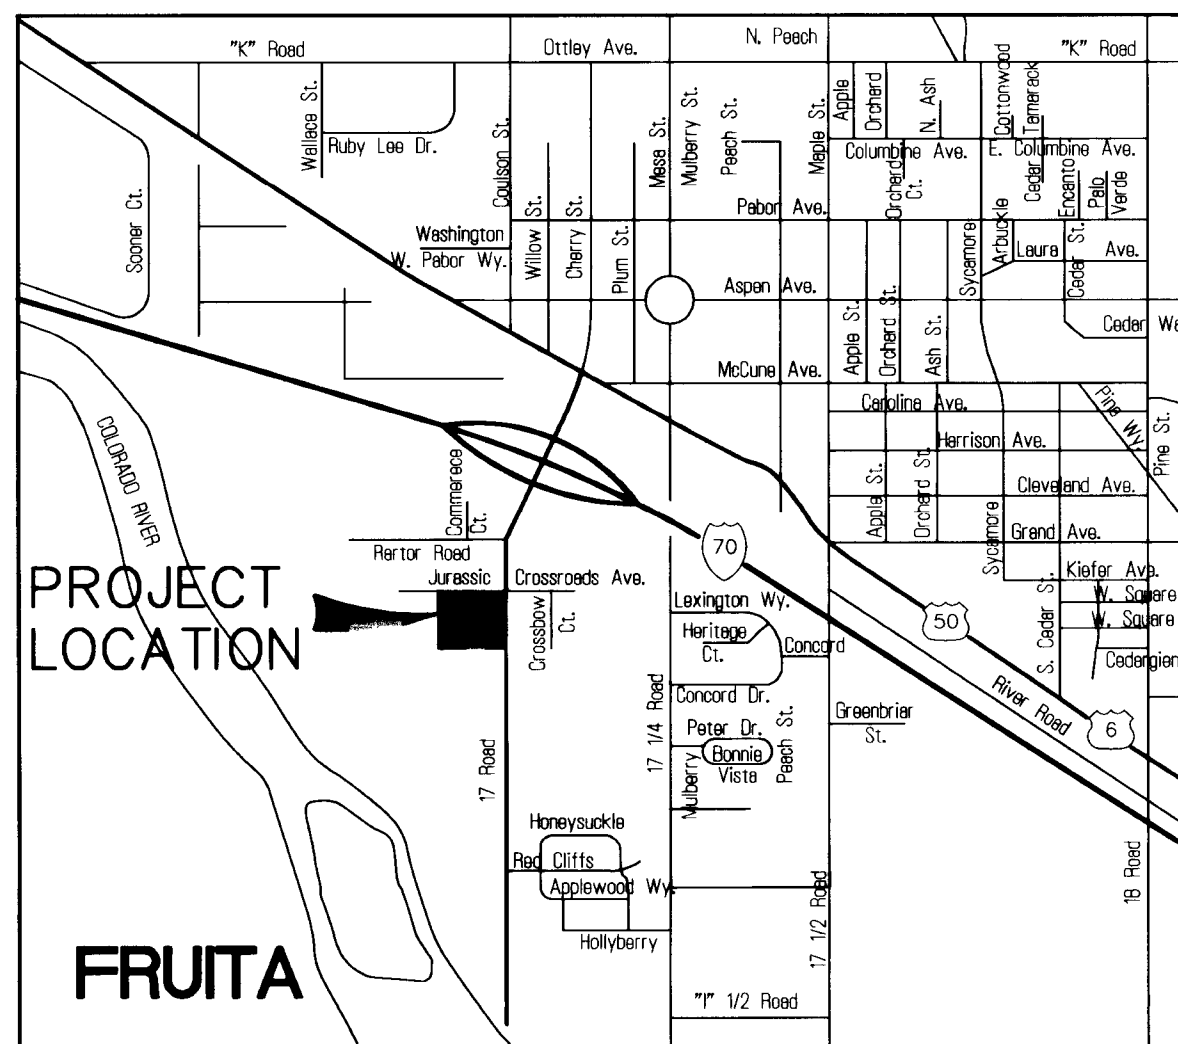 "K" Road
Ottley Ave.
N. Peach
"K" Road
Wallace St.
Ruby Lee Dr.
Coulson St.
Mesa St.
Mulberry St.
Peach St.
Maple St.
Apple
Orchard
N. Ash
Cottonwood
Tamarack
Columbine Ave.
E. Columbine Ave.
Orchard
Ct.
Cedar
Encanto
Palo
Verde
Sooner Ct.
Washington
W. Pabor Wy.
Willow St.
Cherry St.
Plum St.
Pabor Ave.
Sycamore
Arbuckle
Laura Ave.
Cedar St.
Aspen Ave.
Apple St.
Orchard St.
Ash St.
Cedar Wa
McCune Ave.
Carolina Ave.
Pine Wy.
Pine St.
Harrison Ave.
COLORADO RIVER
Commerece
Ct.
Apple St.
Orchard St.
Cleveland Ave.
Sycamore
Grand Ave.
70
Rartor Road
Jurassic
Crossroads Ave.
Kiefer Ave.
PROJECT
LOCATION
Crossbow
Ct.
Lexington Wy.
Heritage
Ct.
Concord
50
S. Cedar St.
W. Square
W. Square
Cedarglen
Concord Dr.
River Road
6
17 1/4 Road
Peter Dr.
Bonnie
Vista
Peach St.
Greenbriar
St.
17 Road
Mulberry
Honeysuckle
Red Cliffs
Applewood Wy.
Hollyberry
17 1/2 Road
18 Road
FRUITA
"I" 1/2 Road